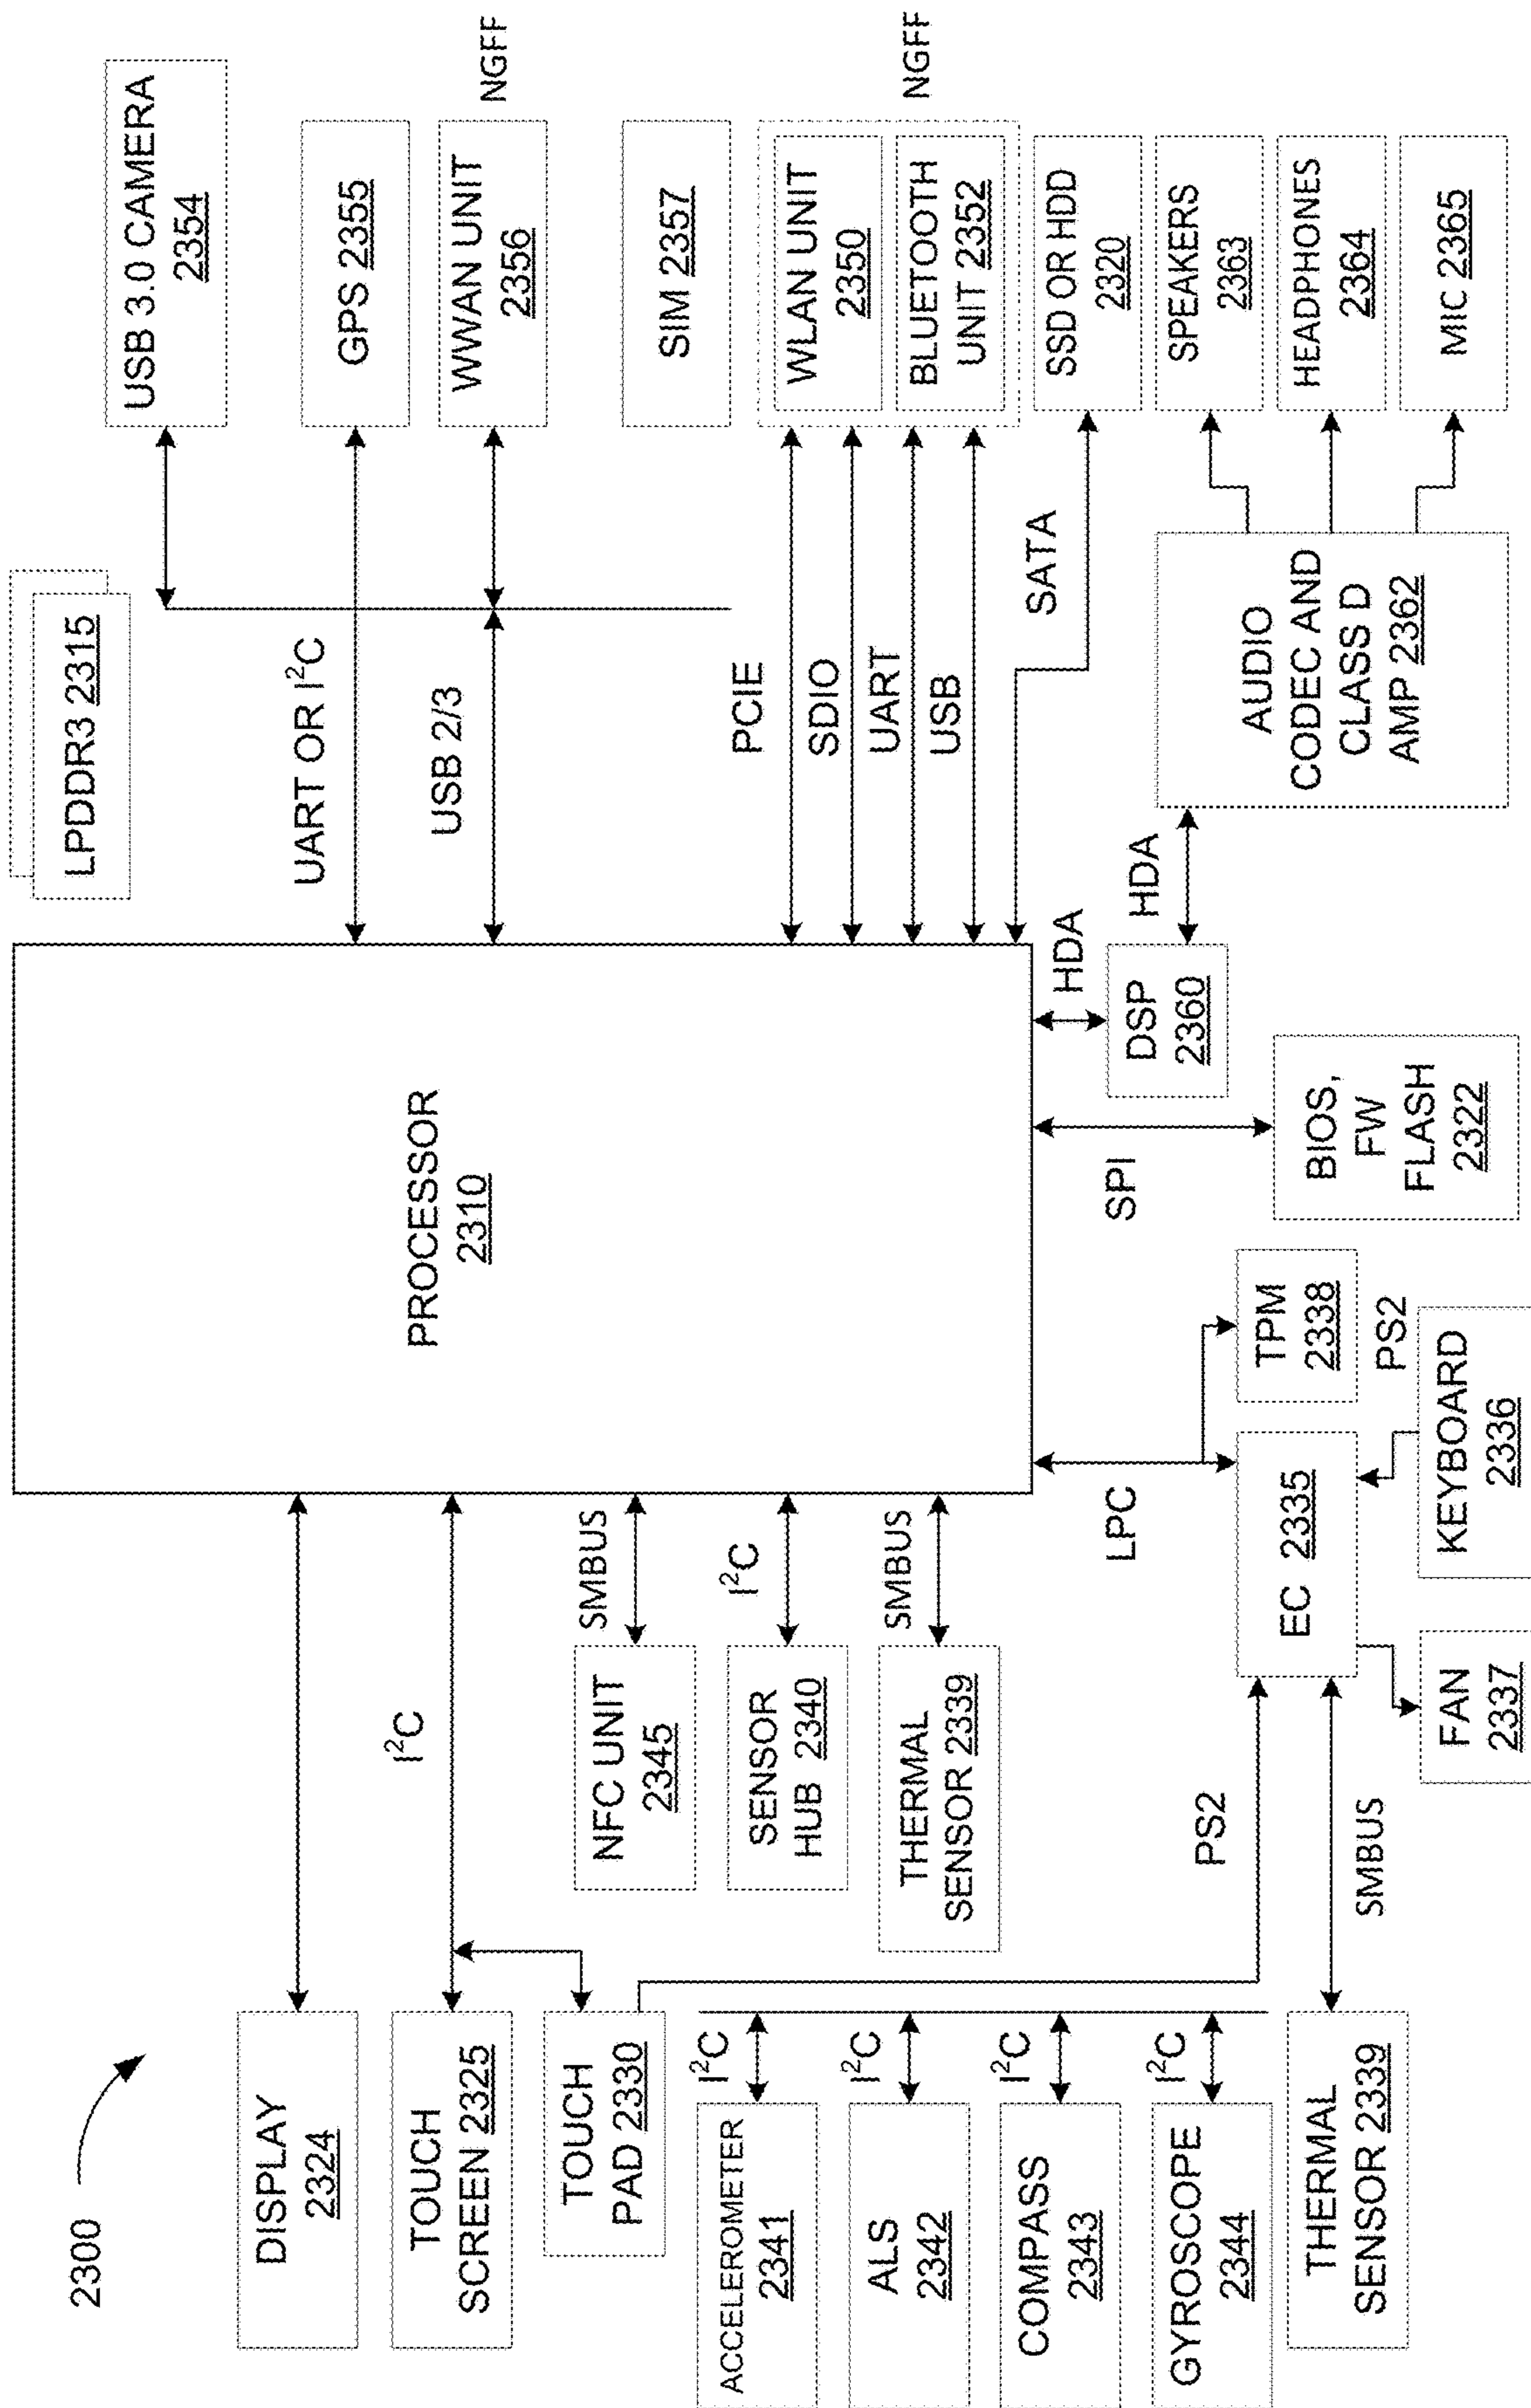 2300
LPDDR3 2315
DISPLAY
2324
TOUCH
SCREEN 2325
I²C
TOUCH
PAD 2330
ACCELEROMETER
2341
I²C
ALS
2342
I²C
COMPASS
2343
I²C
GYROSCOPE
2344
I²C
THERMAL
SENSOR 2339
SMBUS
PS2
NFC UNIT
2345
SMBUS
SENSOR
HUB 2340
I²C
THERMAL
SENSOR 2339
SMBUS
PROCESSOR
2310
LPC
EC 2335
TPM
2338
FAN
2337
KEYBOARD
2336
PS2
SPI
BIOS,
FW
FLASH
2322
HDA
DSP
2360
HDA
AUDIO
CODEC AND
CLASS D
AMP 2362
UART OR I²C
USB 2/3
PCIE
SDIO
UART
USB
SATA
USB 3.0 CAMERA
2354
GPS 2355
WWAN UNIT
2356
NGFF
SIM 2357
WLAN UNIT
2350
BLUETOOTH
UNIT 2352
NGFF
SSD OR HDD
2320
SPEAKERS
2363
HEADPHONES
2364
MIC 2365